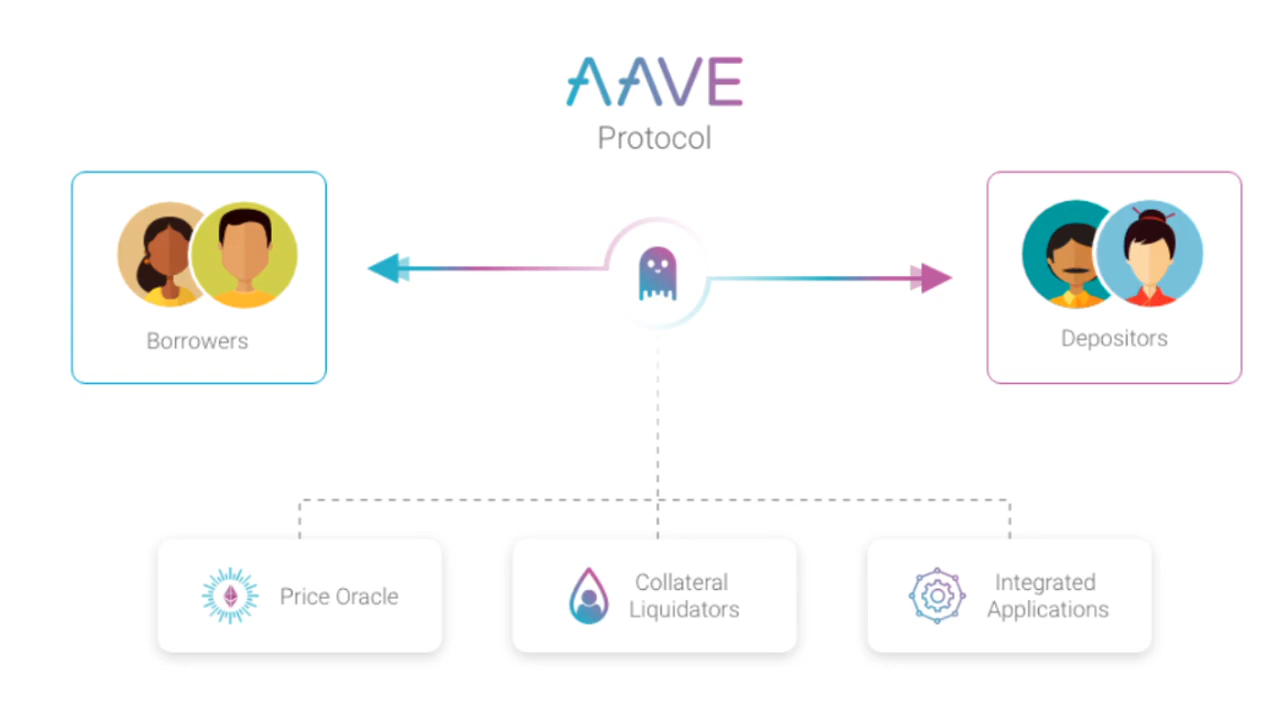 AAVE
Protocol
Borrowers
Depositors
Price Oracle
Collateral
Liquidators
Integrated
Applications